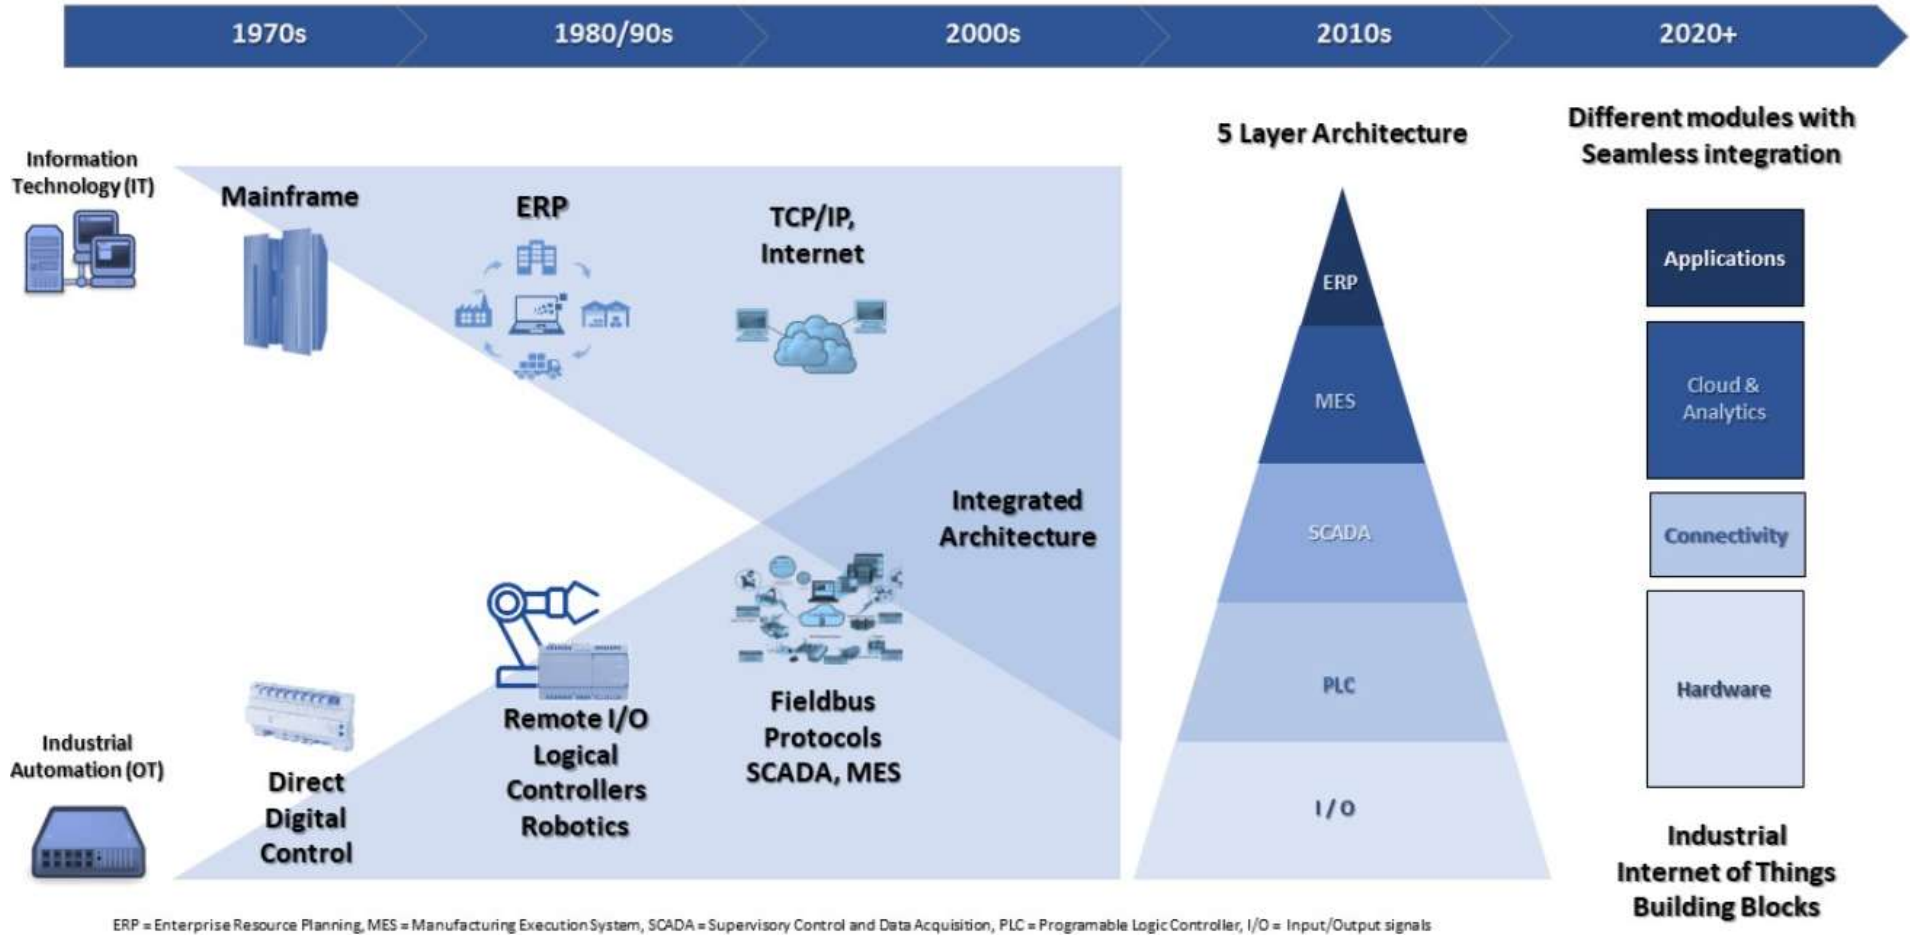 1970s
1980/90s
2000s
2010s
2020+
Information
Technology (IT)
Mainframe
ERP
TCP/IP,
Internet
Integrated
Architecture
Industrial
Automation (OT)
Direct
Digital
Control
Remote I/O
Logical
Controllers
Robotics
Fieldbus
Protocols
SCADA, MES
5 Layer Architecture
ERP
MES
SCADA
PLC
I / O
Different modules with
Seamless integration
Applications
Cloud &
Analytics
Connectivity
Hardware
Industrial
Internet of Things
Building Blocks
ERP = Enterprise Resource Planning, MES = Manufacturing Execution System, SCADA = Supervisory Control and Data Acquisition, PLC = Programable Logic Controller, I/O = Input/Output signals